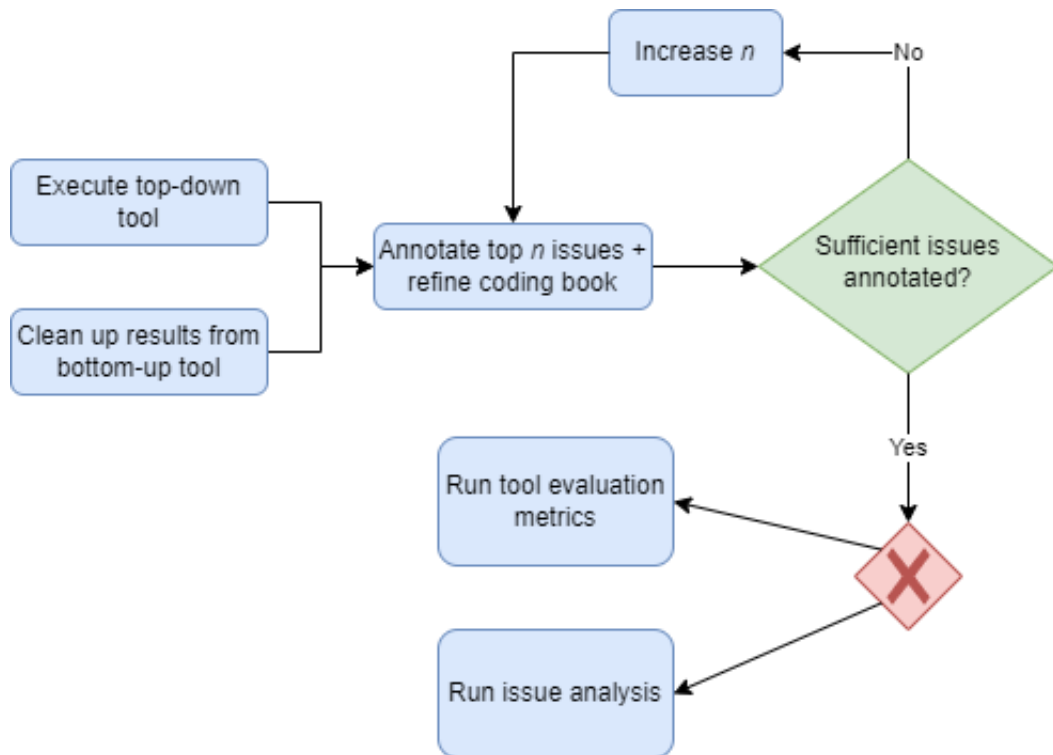 Increase n
No
Execute top-down
tool
Annotate top n issues +
refine coding book
Sufficient issues
annotated?
Clean up results from
bottom-up tool
Yes
Run tool evaluation
metrics
Run issue analysis